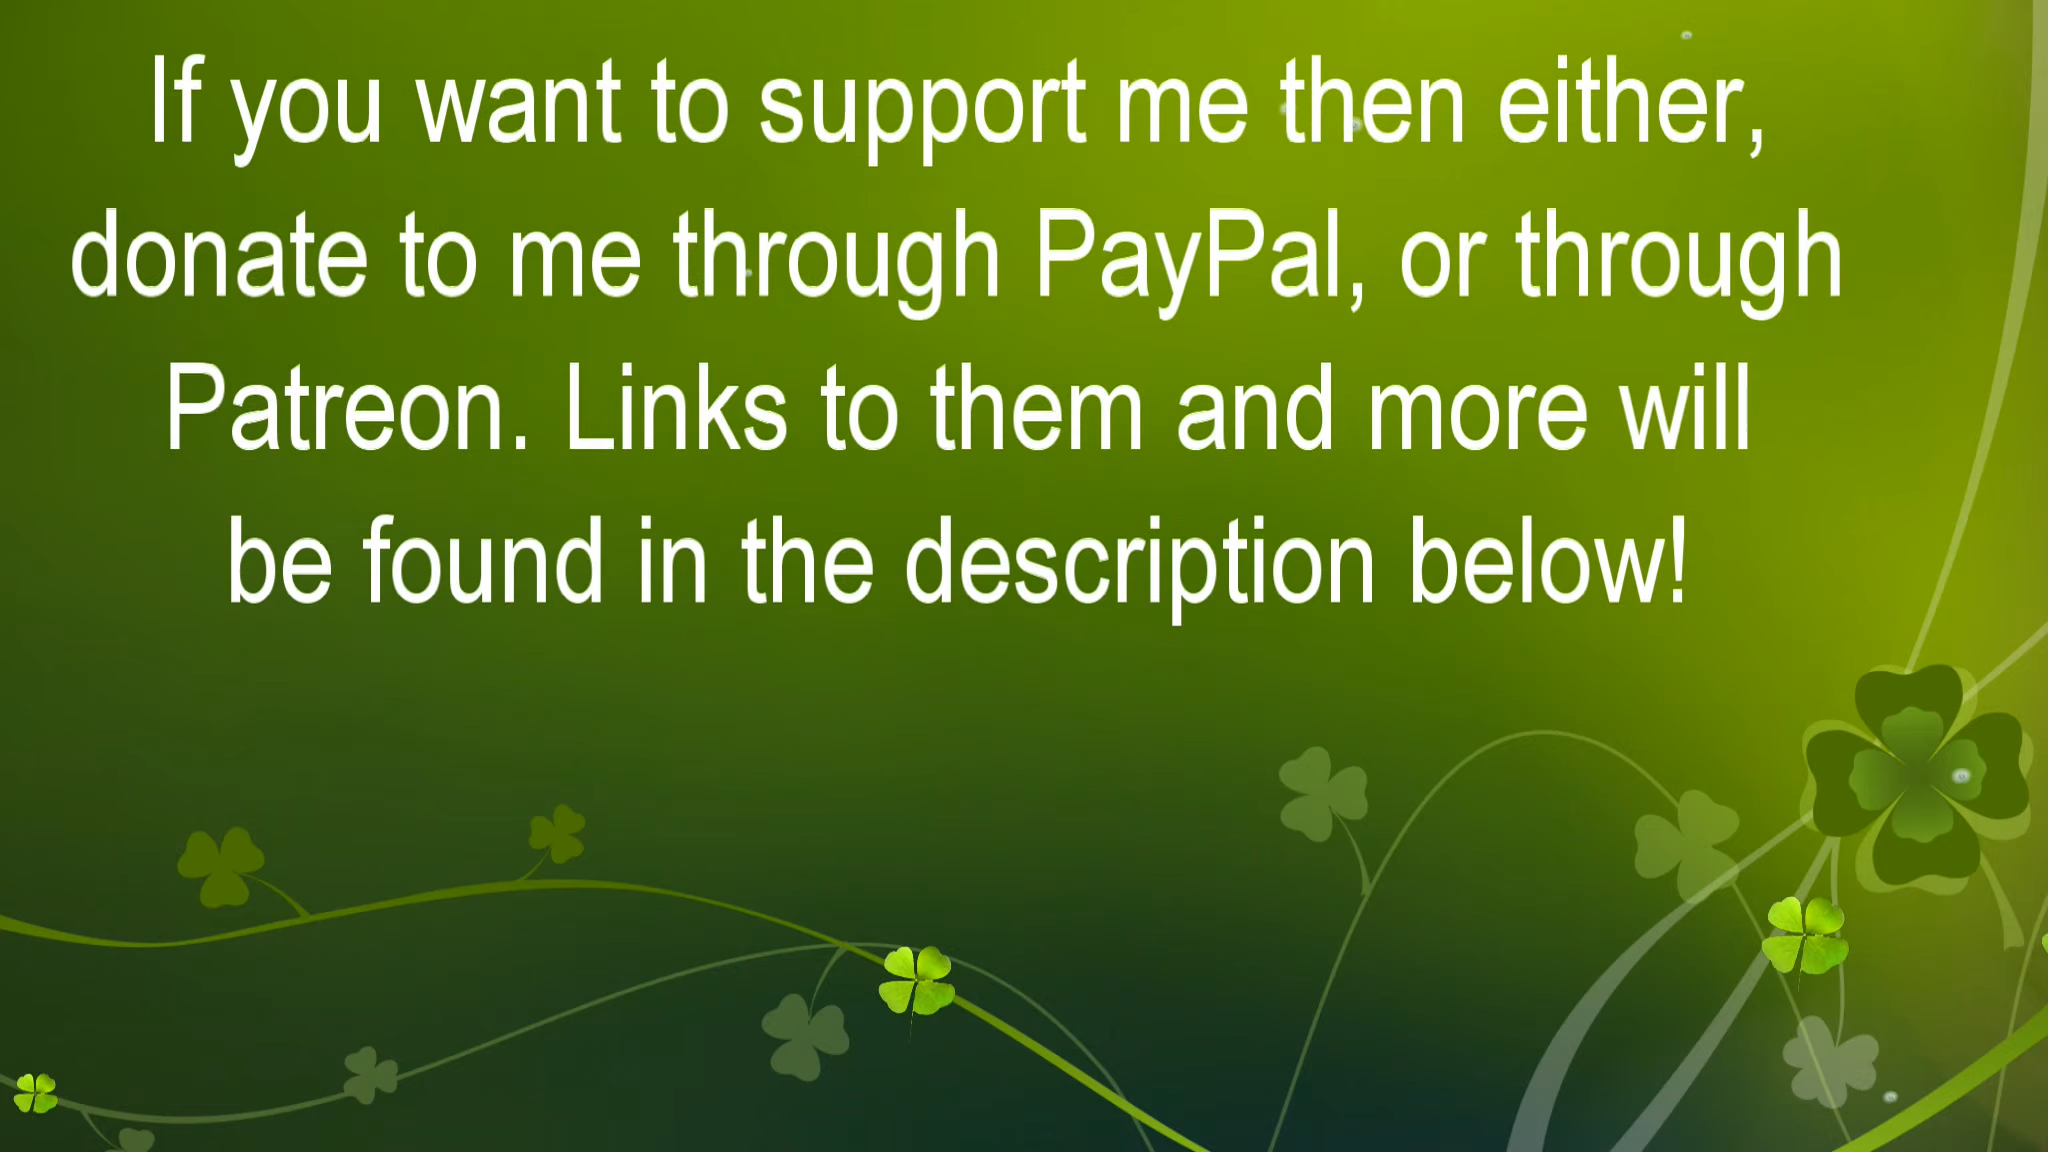 If you want to support me then either,
donate to me through PayPal, or through
Patreon. Links to them and more will
be found in the description below!